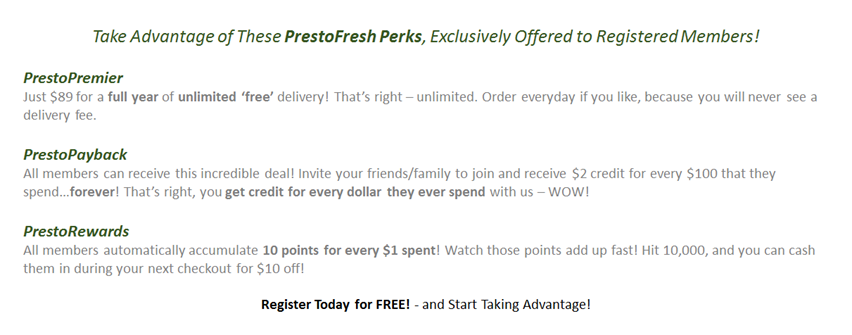 Take Advantage of These PrestoFresh Perks, Exclusively Offered to Registered Members!
PrestoPremier
Just $89 for a full year of unlimited ‘free’ delivery! That’s right – unlimited. Order everyday if you like, because you will never see a
delivery fee.
PrestoPayback
All members can receive this incredible deal! Invite your friends/family to join and receive $2 credit for every $100 that they
spend…forever! That’s right, you get credit for every dollar they ever spend with us – WOW!
PrestoRewards
All members automatically accumulate 10 points for every $1 spent! Watch those points add up fast! Hit 10,000, and you can cash
them in during your next checkout for $10 off!
Register Today for FREE! - and Start Taking Advantage!